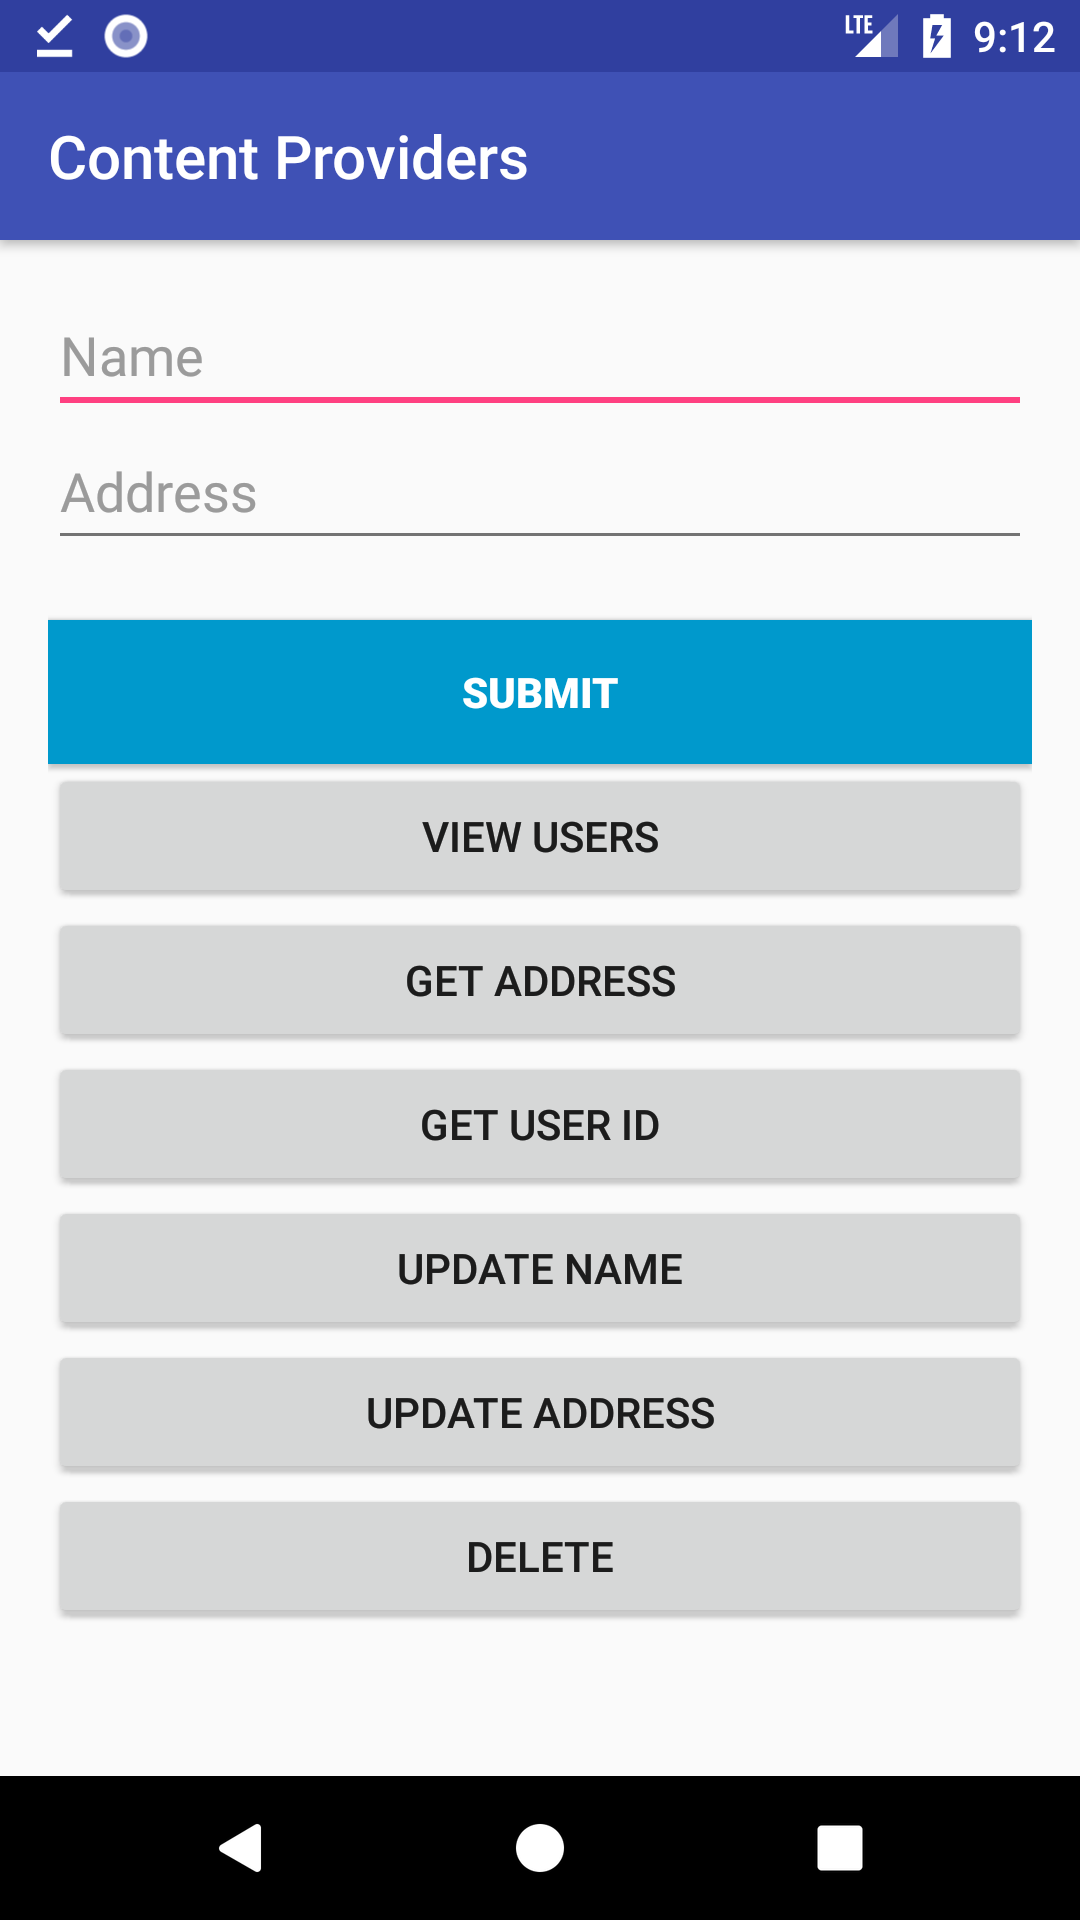 LTE 9:12
Content Providers
Name
Address
SUBMIT
VIEW USERS
GET ADDRESS
GET USER ID
UPDATE NAME
UPDATE ADDRESS
DELETE